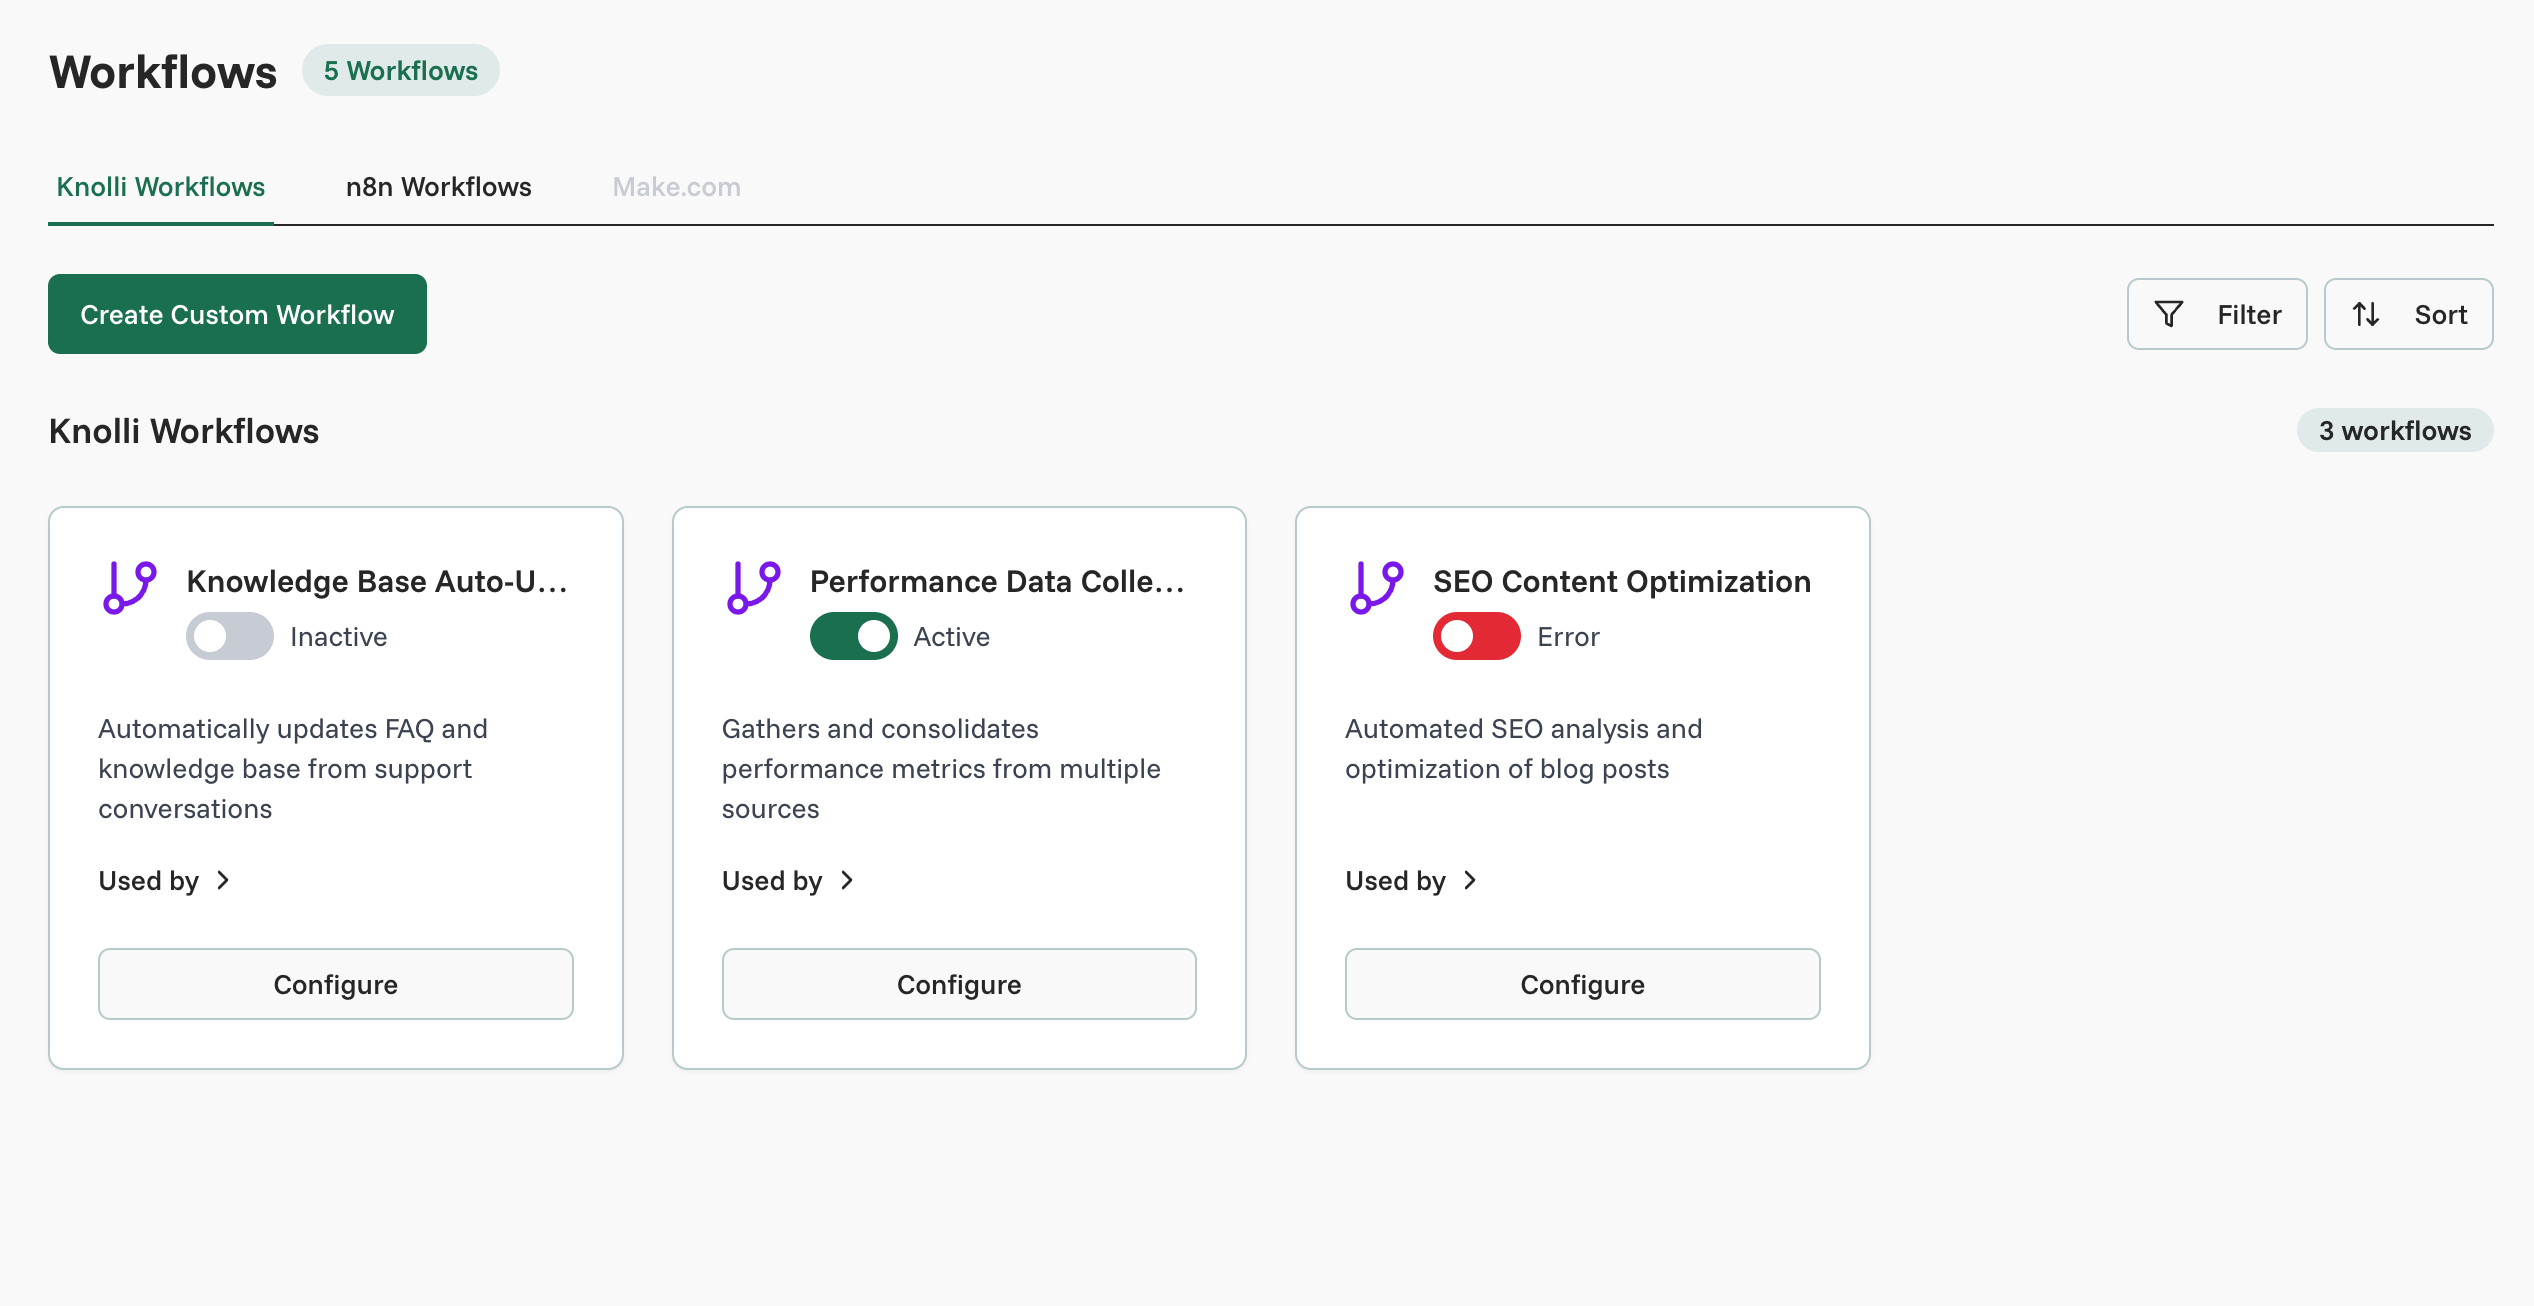 Workflows
5 Workflows
Knolli Workflows
n8n Workflows
Make.com
Create Custom Workflow
Filter
Sort
Knolli Workflows
3 workflows
Knowledge Base Auto-U...
Inactive
Automatically updates FAQ and
knowledge base from support
conversations
Used by
Configure
Performance Data Colle...
Active
Gathers and consolidates
performance metrics from multiple
sources
Used by
Configure
SEO Content Optimization
Error
Automated SEO analysis and
optimization of blog posts
Used by
Configure